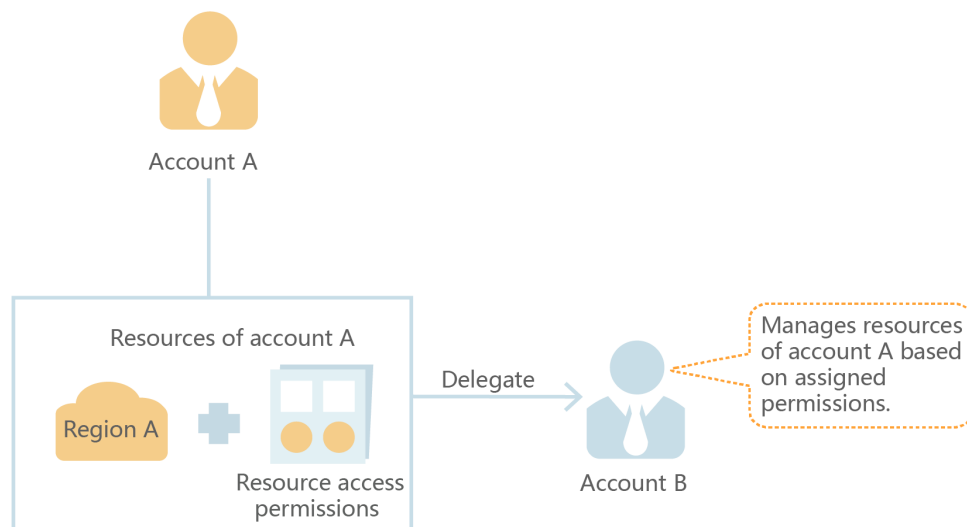 Account A
Resources of account A
Region A
Resource access
permissions
Delegate
Account B
Manages resources
of account A based
on assigned
permissions.